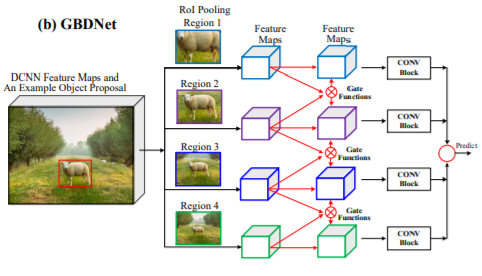 (b) GBDNet
DCNN Feature Maps and
An Example Object Proposal
RoI Pooling
Region 1
Region 2
Region 3
Region 4
Feature
Maps
Feature
Maps
Gate
Functions
Gate
Functions
Gate
Functions
CONV
Block
CONV
Block
CONV
Block
CONV
Block
Predict